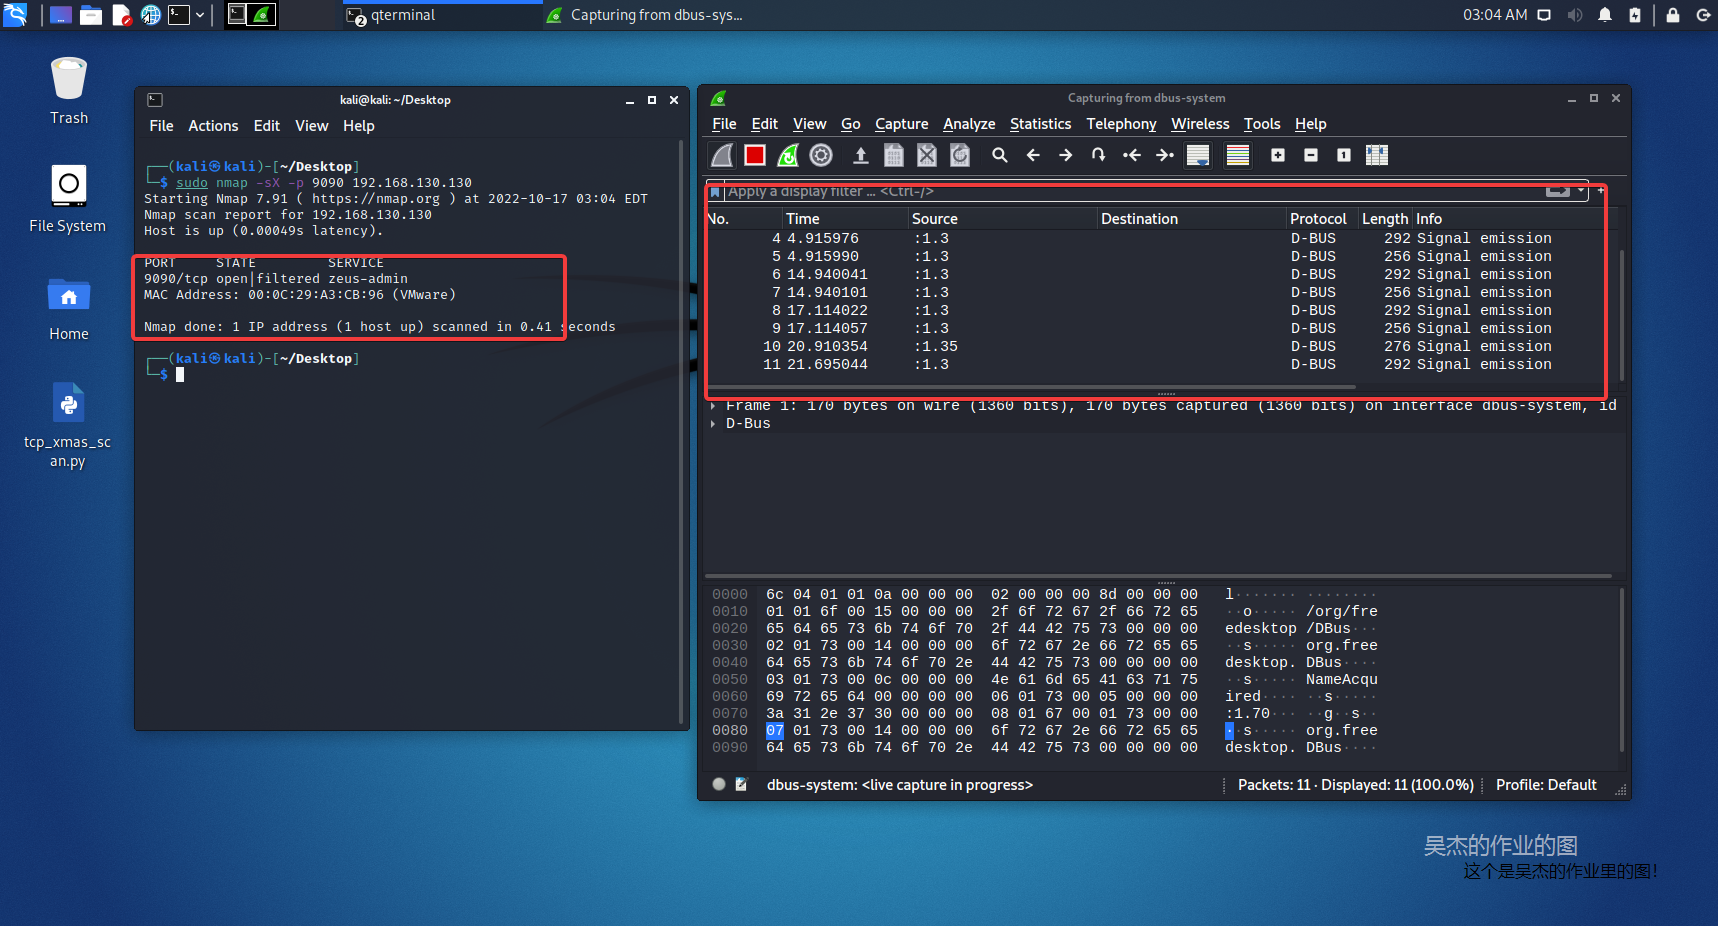 qterminal
2
Capturing from dbus-sys...
03:04 AM
Trash
File System
Home
tcp_xmas_sc
an.py
kali@kali: ~/Desktop
File Actions Edit View Help
(kali㉿kali)-[~/Desktop]
$ sudo nmap -sX -p 9090 192.168.130.130
Starting Nmap 7.91 ( https://nmap.org ) at 2022-10-17 03:04 EDT
Nmap scan report for 192.168.130.130
Host is up (0.00049s latency).
PORT STATE SERVICE
9090/tcp open|filtered zeus-admin
MAC Address: 00:0C:29:A3:CB:96 (VMware)
Nmap done: 1 IP address (1 host up) scanned in 0.41 seconds
(kali㉿kali)-[~/Desktop]
$
Capturing from dbus-system
File Edit View Go Capture Analyze Statistics Telephony Wireless Tools Help
Apply a display filter ... <Ctrl-/>
No. Time Source Destination Protocol Length Info
4 4.915976 :1.3 D-BUS 292 Signal emission
5 4.915990 :1.3 D-BUS 256 Signal emission
6 14.940041 :1.3 D-BUS 292 Signal emission
7 14.940101 :1.3 D-BUS 256 Signal emission
8 17.114022 :1.3 D-BUS 292 Signal emission
9 17.114057 :1.3 D-BUS 256 Signal emission
10 20.910354 :1.35 D-BUS 276 Signal emission
11 21.695044 :1.3 D-BUS 292 Signal emission
Frame 1: 170 bytes on wire (1360 bits), 170 bytes captured (1360 bits) on interface dbus-system, id
D-Bus
0000 6c 04 01 01 0a 00 00 00 02 00 00 00 8d 00 00 00 l······· ········
0010 01 01 6f 00 15 00 00 00 2f 6f 72 67 2f 66 72 65 ··o····· /org/fre
0020 65 64 65 73 6b 74 6f 70 2f 44 42 75 73 00 00 00 edesktop /DBus···
0030 02 01 73 00 14 00 00 00 6f 72 67 2e 66 72 65 65 ··s····· org.free
0040 64 65 73 6b 74 6f 70 2e 44 42 75 73 00 00 00 00 desktop. DBus····
0050 03 01 73 00 0c 00 00 00 4e 61 6d 65 41 63 71 75 ··s····· NameAcqu
0060 69 72 65 64 00 00 00 00 06 01 73 00 05 00 00 00 ired···· ··s·····
0070 3a 31 2e 37 30 00 00 00 08 01 67 00 01 73 00 00 :1.70··· ··g··s··
0080 07 01 73 00 14 00 00 00 6f 72 67 2e 66 72 65 65 ··s····· org.free
0090 64 65 73 6b 74 6f 70 2e 44 42 75 73 00 00 00 00 desktop. DBus····
dbus-system: <live capture in progress>
Packets: 11 · Displayed: 11 (100.0%)
Profile: Default
吴杰的作业的图
这个是吴杰的作业里的图!